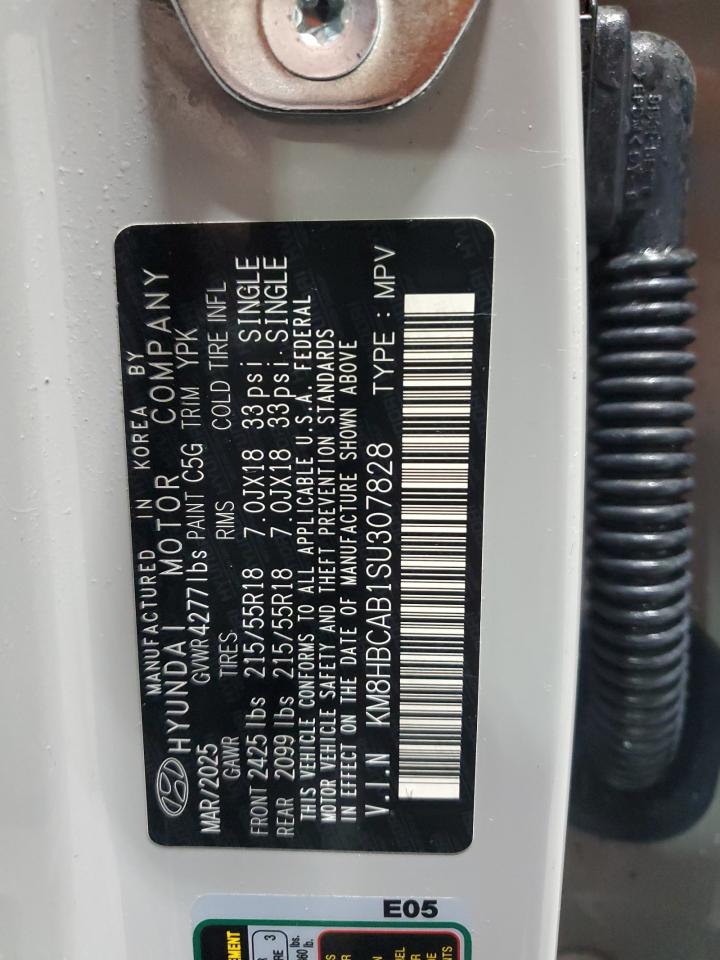 MANUFACTURED IN KOREA BY
HYUNDAI MOTOR COMPANY
MAR/2025 GVWR 4277lbs PAINT C5G TRIM YPK
GAWR TIRES RIMS COLD TIRE INFL
FRONT 2425 lbs 215/55R18 7.0JX18 33psi.SINGLE
REAR 2099 lbs 215/55R18 7.0JX18 33psi.SINGLE
THIS VEHICLE CONFORMS TO ALL APPLICABLE U.S.A. FEDERAL
MOTOR VEHICLE SAFETY AND THEFT PREVENTION STANDARDS
IN EFFECT ON THE DATE OF MANUFACTURE SHOWN ABOVE
V.I.N KM8HBCAB1SU307828 TYPE : MPV
E05